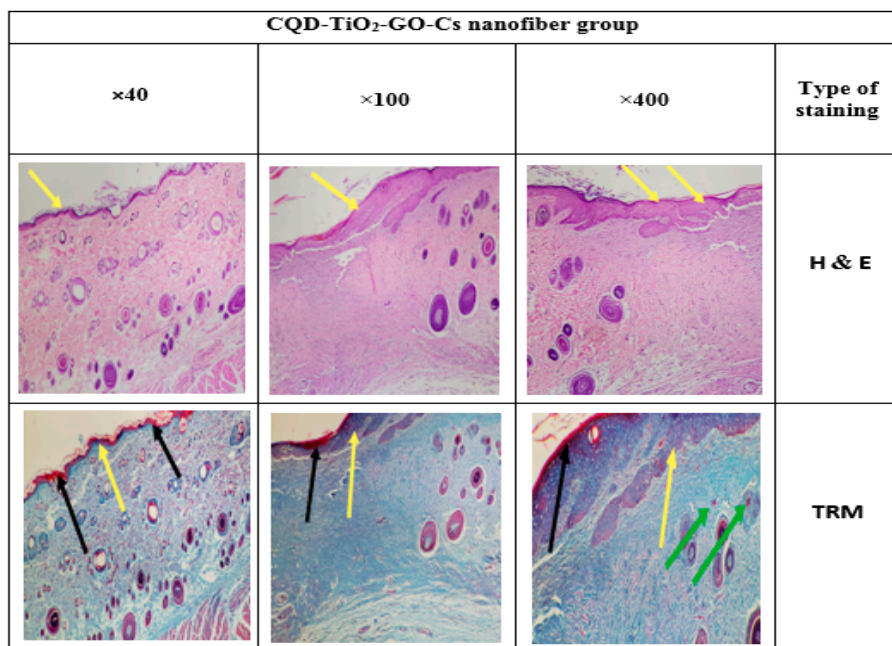 CQD-TiO₂-GO-Cs nanofiber group
×40
×100
×400
Type of
staining
H & E
TRM